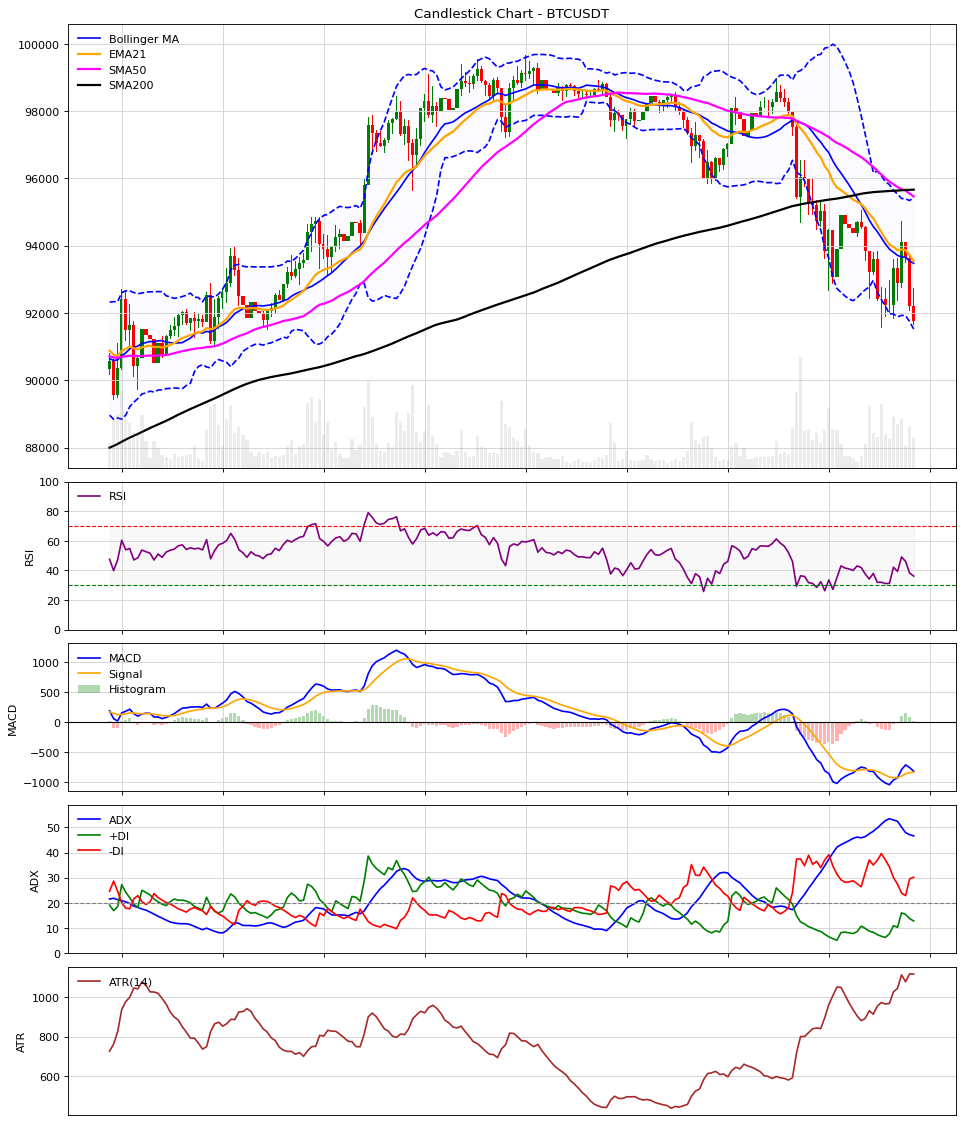 Candlestick Chart - BTCUSDT
Bollinger MA
EMA21
SMA50
SMA200
100000
98000
96000
94000
92000
90000
88000
RSI
RSI
100
80
60
40
20
0
MACD
MACD
Signal
Histogram
1000
500
0
−500
−1000
ADX
ADX
+DI
-DI
50
40
30
20
10
0
ATR
ATR(14)
1000
800
600